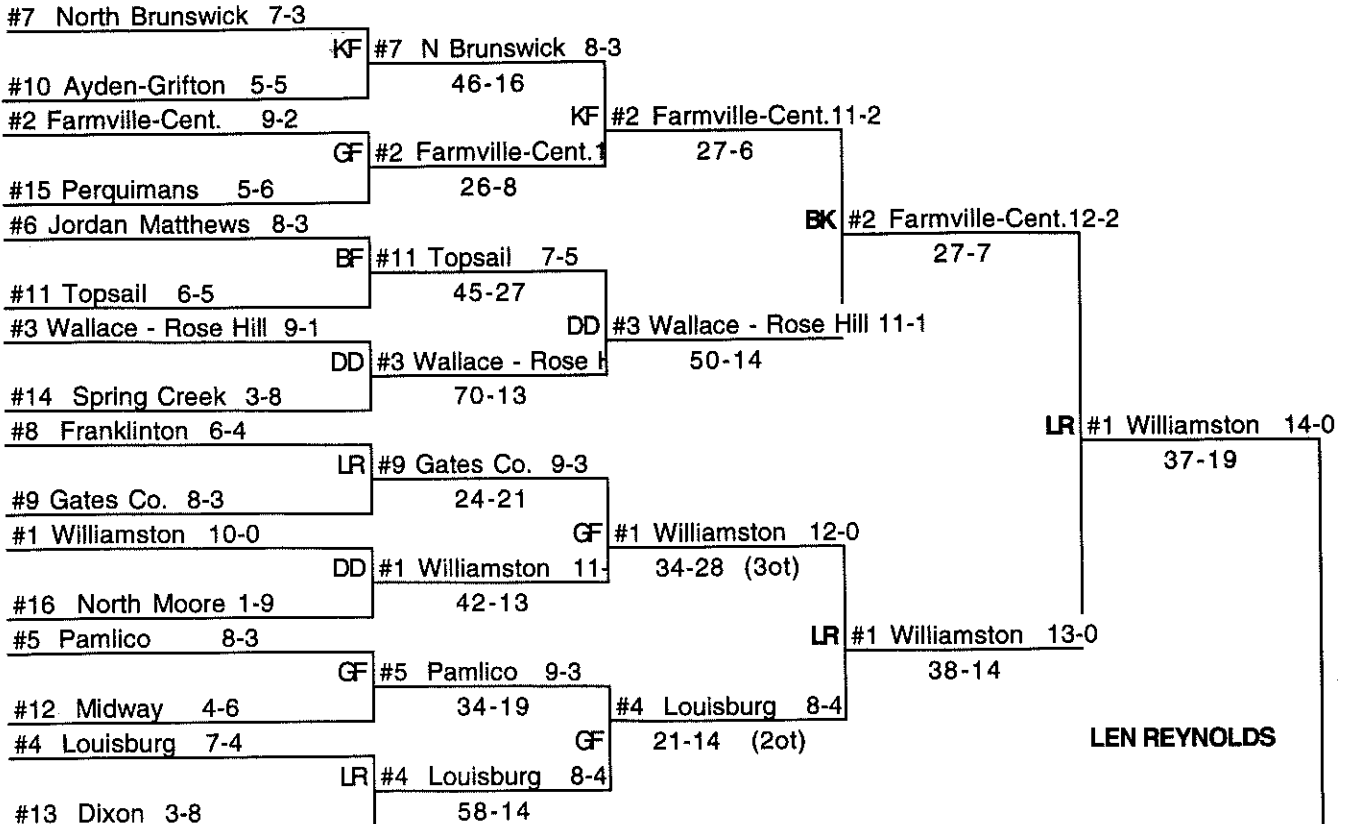 #7 North Brunswick 7-3
KF #7 N Brunswick 8-3
#10 Ayden-Grifton 5-5
46-16
#2 Farmville-Cent. 9-2
KF #2 Farmville-Cent.11-2
GF #2 Farmville-Cent.1
27-6
#15 Perquimans 5-6
26-8
#6 Jordan Matthews 8-3
BK #2 Farmville-Cent.12-2
BF #11 Topsail 7-5
27-7
#11 Topsail 6-5
45-27
#3 Wallace - Rose Hill 9-1
DD #3 Wallace - Rose Hill 11-1
DD #3 Wallace - Rose H
50-14
#14 Spring Creek 3-8
70-13
#8 Franklinton 6-4
LR #1 Williamston 14-0
LR #9 Gates Co. 9-3
37-19
#9 Gates Co. 8-3
24-21
#1 Williamston 10-0
GF #1 Williamston 12-0
DD #1 Williamston 11-
34-28 (3ot)
#16 North Moore 1-9
42-13
#5 Pamlico 8-3
LR #1 Williamston 13-0
GF #5 Pamlico 9-3
38-14
#12 Midway 4-6
34-19
#4 Louisburg 8-4
#4 Louisburg 7-4
GF 21-14 (2ot)
LEN REYNOLDS
LR #4 Louisburg 8-4
#13 Dixon 3-8
58-14